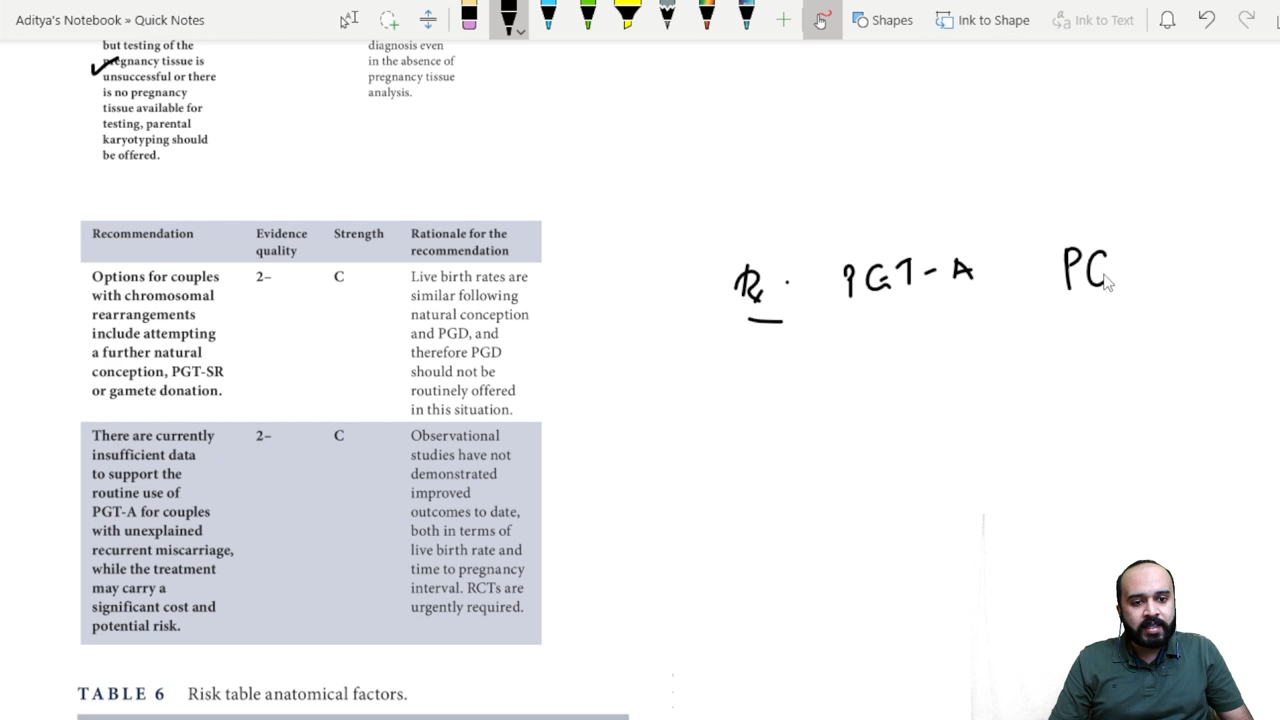 Aditya's Notebook » Quick Notes
Shapes
Ink to Shape
Ink to Text
but testing of the
pregnancy tissue is
unsuccessful or there
is no pregnancy
tissue available for
testing, parental
karyotyping should
be offered.
diagnosis even
in the absence of
pregnancy tissue
analysis.
Recommendation
Evidence
quality
Strength
Rationale for the
recommendation
Options for couples
with chromosomal
rearrangements
include attempting
a further natural
conception, PGT-SR
or gamete donation.
2–
C
Live birth rates are
similar following
natural conception
and PGD, and
therefore PGD
should not be
routinely offered
in this situation.
There are currently
insufficient data
to support the
routine use of
PGT-A for couples
with unexplained
recurrent miscarriage,
while the treatment
may carry a
significant cost and
potential risk.
2–
C
Observational
studies have not
demonstrated
improved
outcomes to date,
both in terms of
live birth rate and
time to pregnancy
interval. RCTs are
urgently required.
TABLE 6 Risk table anatomical factors.
℞. PGT-A PG